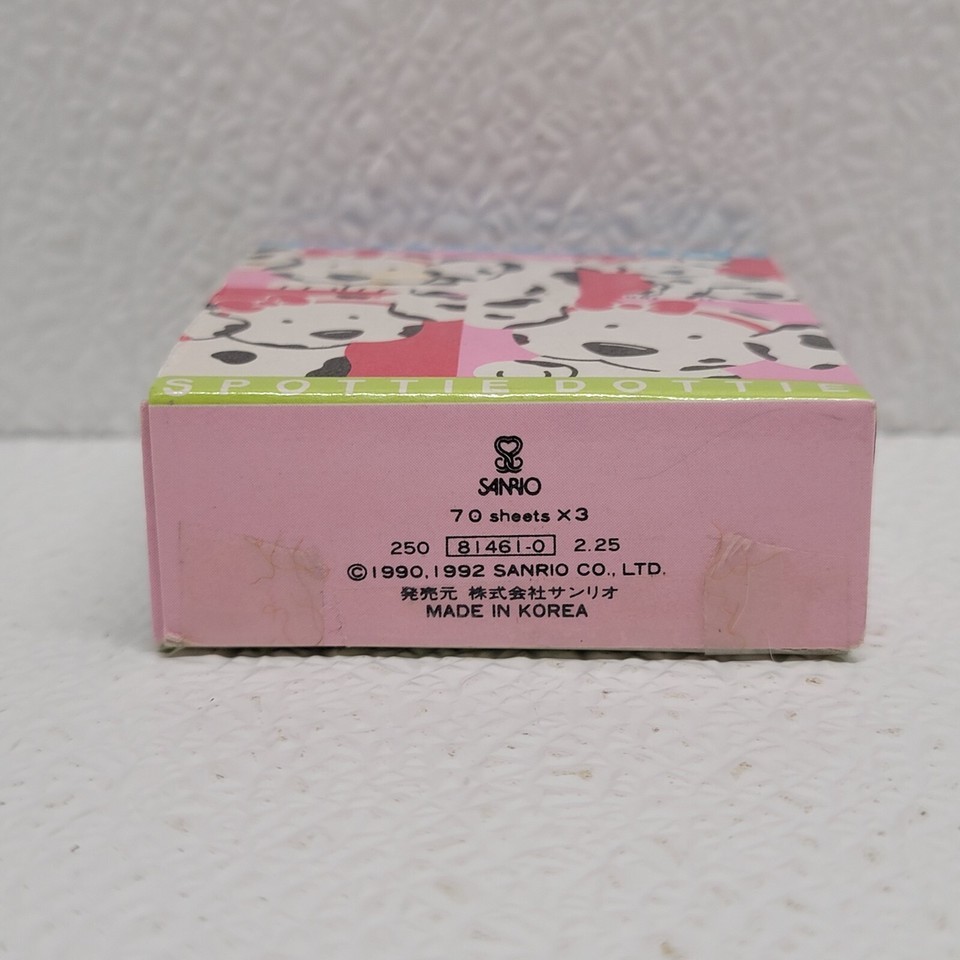 SPOTTIE DOTTIE
SANRIO
70 sheets ×3
250 81461-0 2.25
©1990,1992 SANRIO CO., LTD.
発売元 株式会社サンリオ
MADE IN KOREA